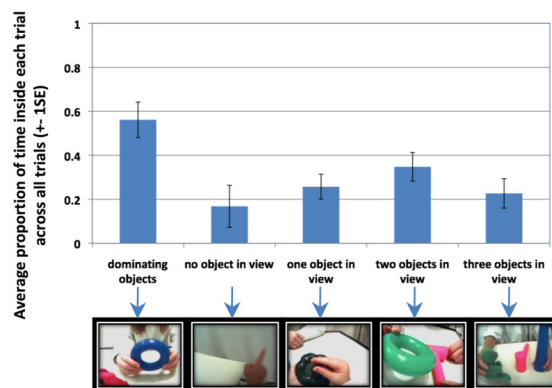 Average proportion of time inside each trial
across all trials (+- 1SE)
1
0.8
0.6
0.4
0.2
0
dominating
objects
no object in view
one object in
view
two objects in
view
three objects in
view